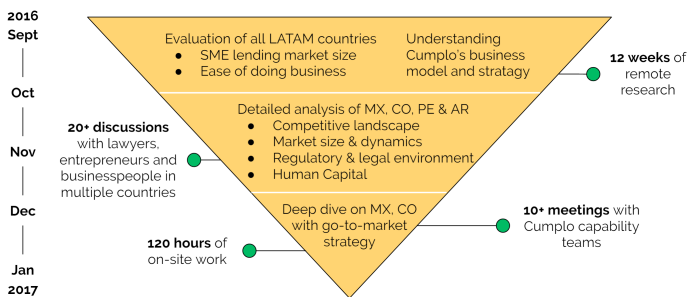 2016
Sept
Oct
Nov
Dec
Jan
2017
Evaluation of all LATAM countries
● SME lending market size
● Ease of doing business
Understanding
Cumplo's business
model and stratagy
12 weeks of
remote
research
Detailed analysis of MX, CO, PE & AR
● Competitive landscape
● Market size & dynamics
● Regulatory & legal environment
● Human Capital
20+ discussions
with lawyers,
entrepreneurs and
businesspeople in
multiple countries
Deep dive on MX, CO
with go-to-market
strategy
10+ meetings with
Cumplo capability
teams
120 hours of
on-site work